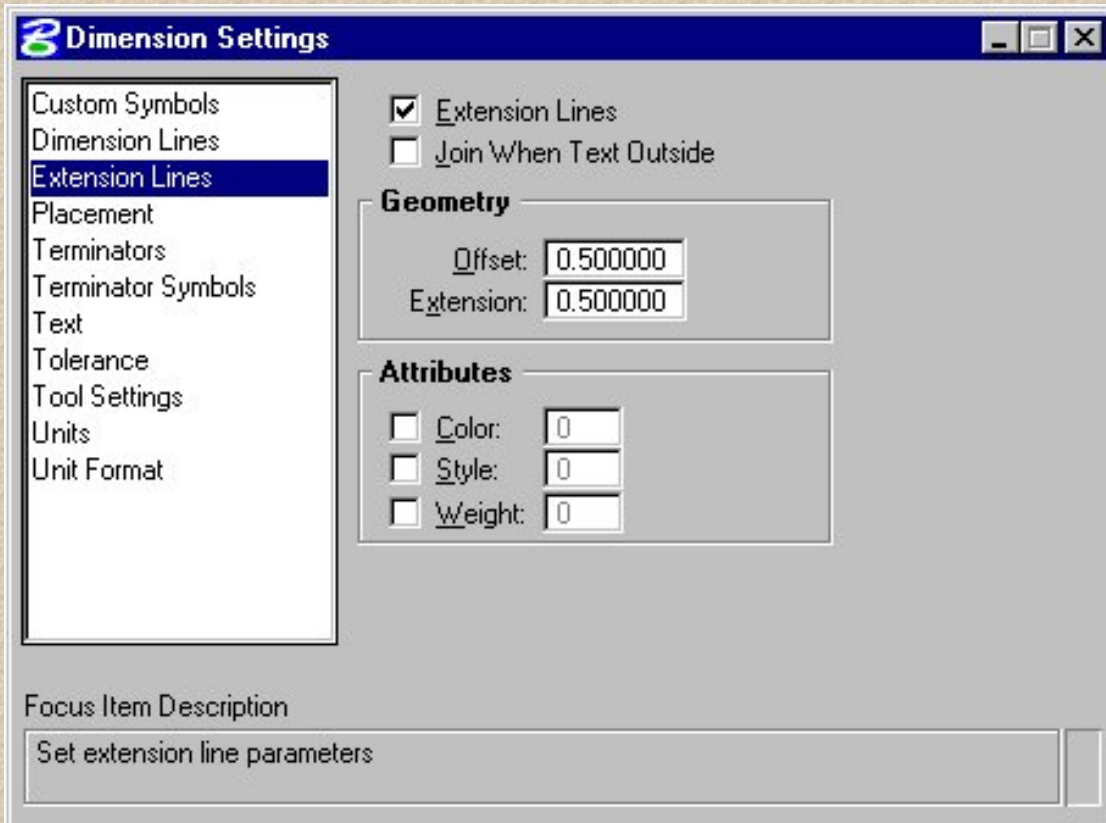 Dimension Settings
Custom Symbols
Dimension Lines
Extension Lines
Placement
Terminators
Terminator Symbols
Text
Tolerance
Tool Settings
Units
Unit Format
Extension Lines
Join When Text Outside
Geometry
Offset: 0.500000
Extension: 0.500000
Attributes
Color: 0
Style: 0
Weight: 0
Focus Item Description
Set extension line parameters